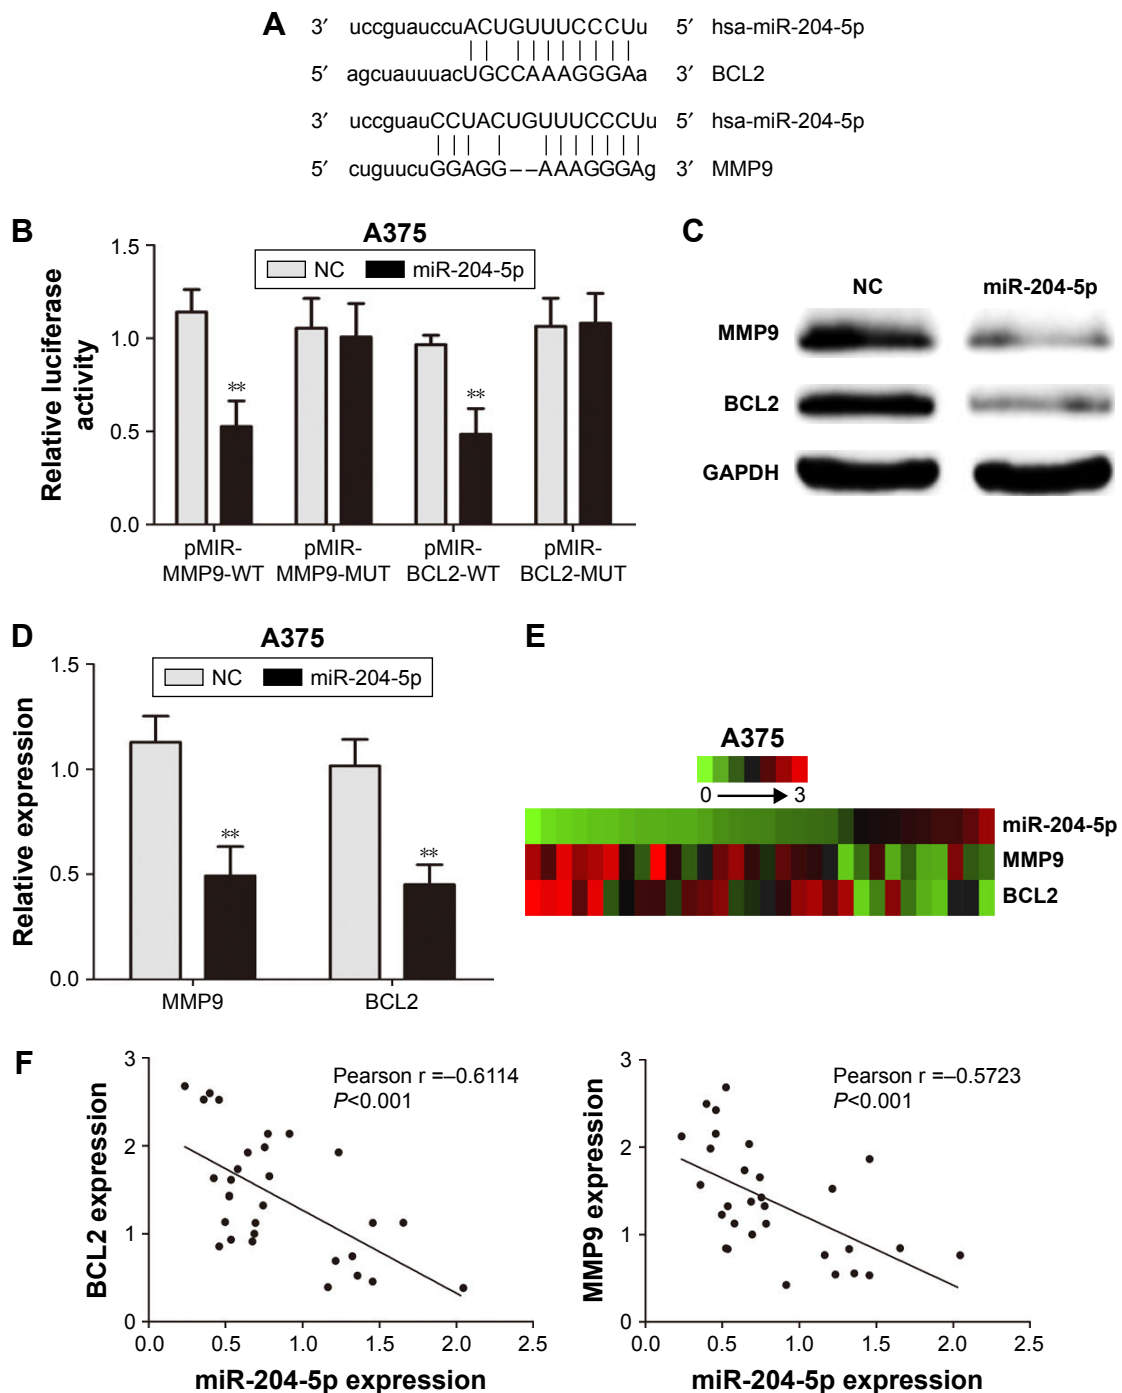 A
3′ uccguauccuACUGUUUCCCUu 5′ hsa-miR-204-5p
5′ agcuauuuacUGCCAAAGGGAa 3′ BCL2
3′ uccguauCCUACUGUUUCCCUu 5′ hsa-miR-204-5p
5′ cuguucuGGAGG––AAAGGGAg 3′ MMP9
B
A375
NC miR-204-5p
Relative luciferase
activity
1.5
1.0
0.5
0.0
** **
pMIR- pMIR- pMIR- pMIR-
MMP9-WT MMP9-MUT BCL2-WT BCL2-MUT
C
NC miR-204-5p
MMP9
BCL2
GAPDH
D
A375
NC miR-204-5p
Relative expression
1.5
1.0
0.5
0.0
** **
MMP9 BCL2
E
A375
0 3
miR-204-5p
MMP9
BCL2
F
BCL2 expression
3
2
1
0
Pearson r =–0.6114
P<0.001
0.0 0.5 1.0 1.5 2.0 2.5
miR-204-5p expression
MMP9 expression
3
2
1
0
Pearson r =–0.5723
P<0.001
0.0 0.5 1.0 1.5 2.0 2.5
miR-204-5p expression